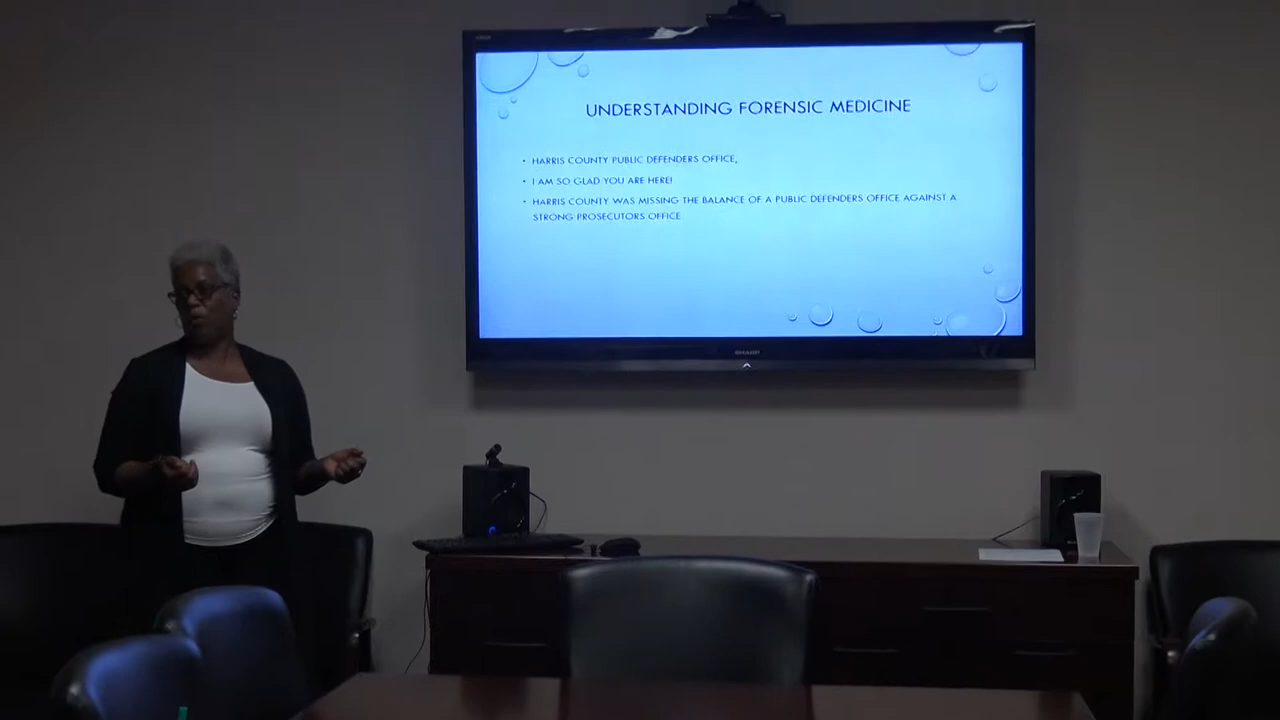 UNDERSTANDING FORENSIC MEDICINE
• HARRIS COUNTY PUBLIC DEFENDERS OFFICE,
• I AM SO GLAD YOU ARE HERE!
• HARRIS COUNTY WAS MISSING THE BALANCE OF A PUBLIC DEFENDERS OFFICE AGAINST A
STRONG PROSECUTORS OFFICE
SHARP